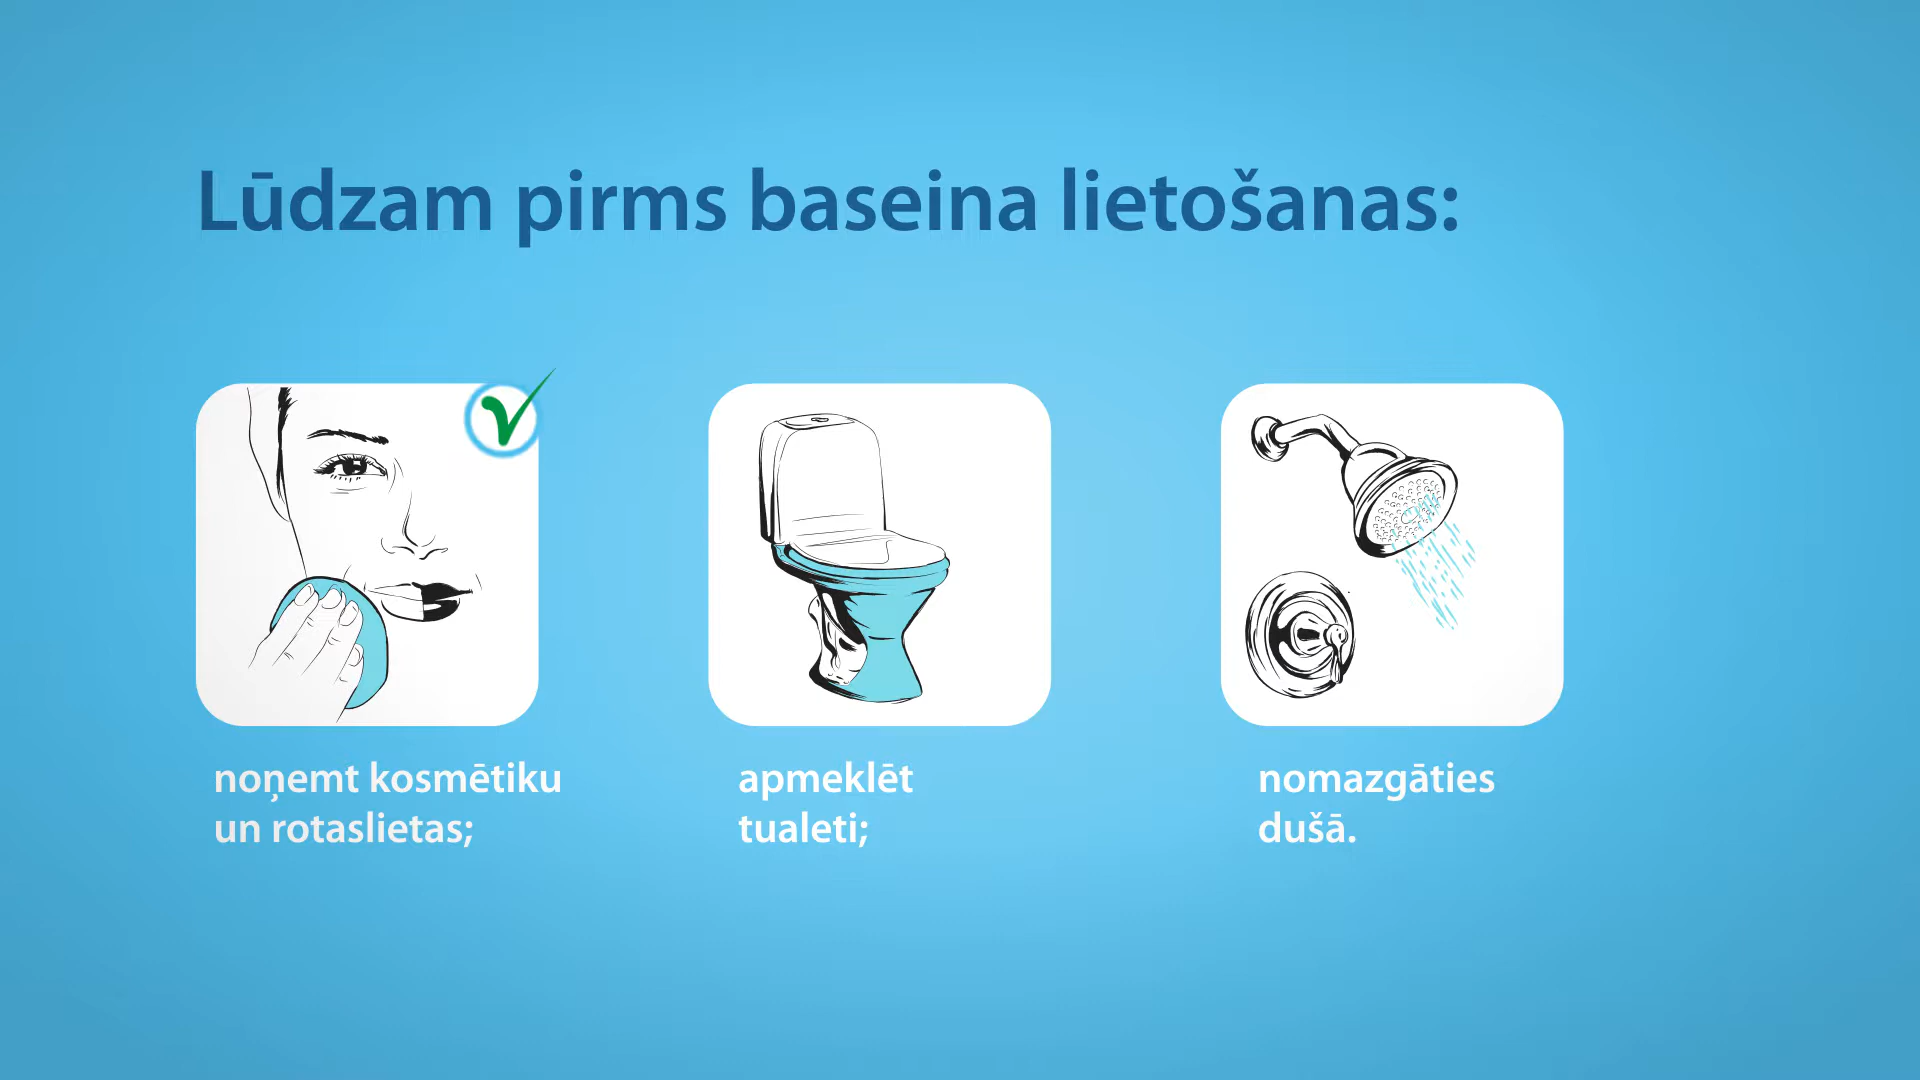 Lūdzam pirms baseina lietošanas:
noņemt kosmētiku
un rotaslietas;
apmeklēt
tualeti;
nomazgāties
dušā.